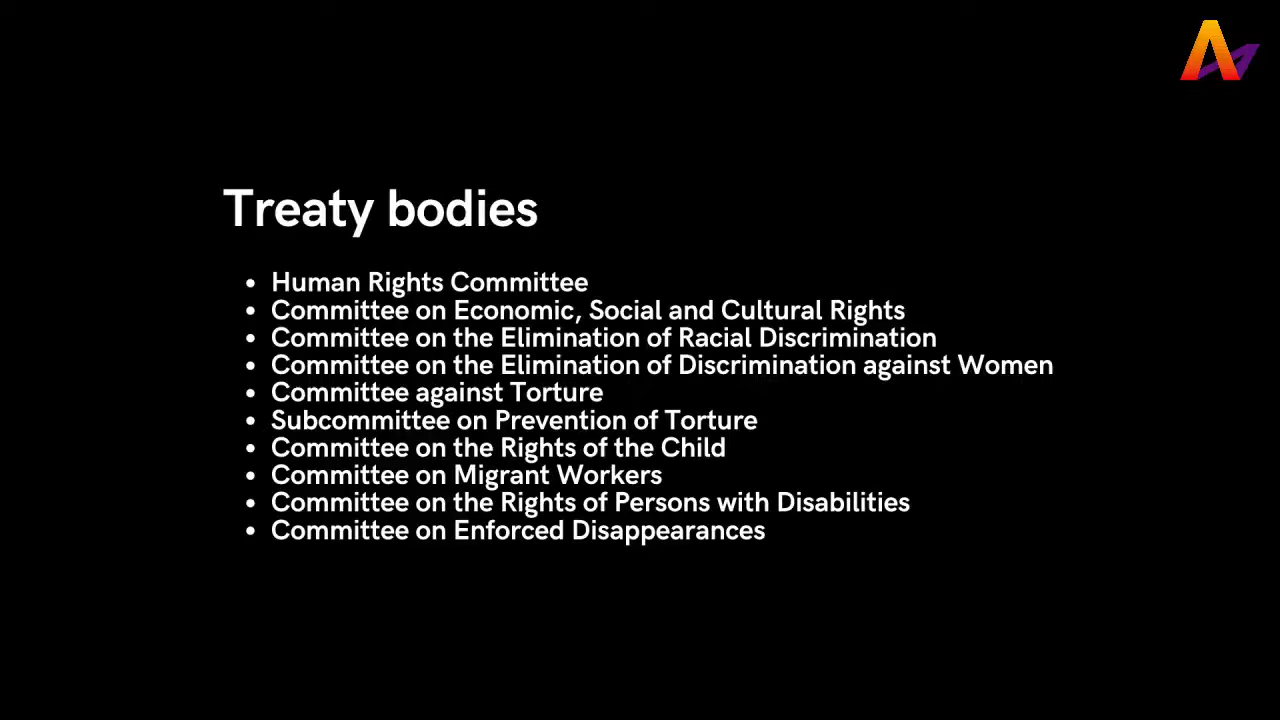 Treaty bodies
• Human Rights Committee
• Committee on Economic, Social and Cultural Rights
• Committee on the Elimination of Racial Discrimination
• Committee on the Elimination of Discrimination against Women
• Committee against Torture
• Subcommittee on Prevention of Torture
• Committee on the Rights of the Child
• Committee on Migrant Workers
• Committee on the Rights of Persons with Disabilities
• Committee on Enforced Disappearances